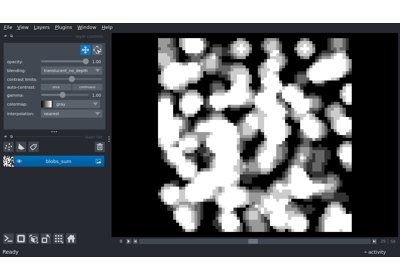 File View Layers Plugins Window Help
opacity: 1.00
blending: translucent_no_depth
contrast limits:
auto-contrast: once continuous
gamma: 1.00
colormap: gray
interpolation: nearest
blobs_sum
Ready
activity